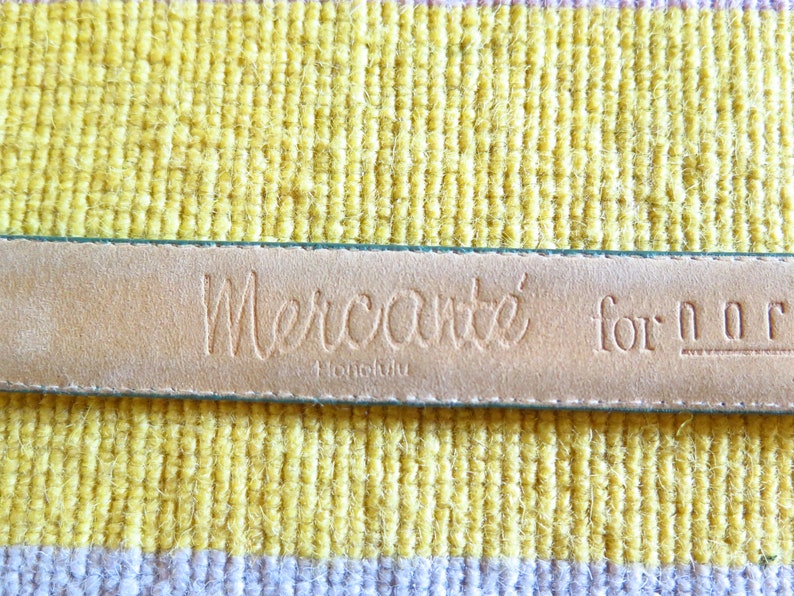 Mercanté for nor
Honolulu